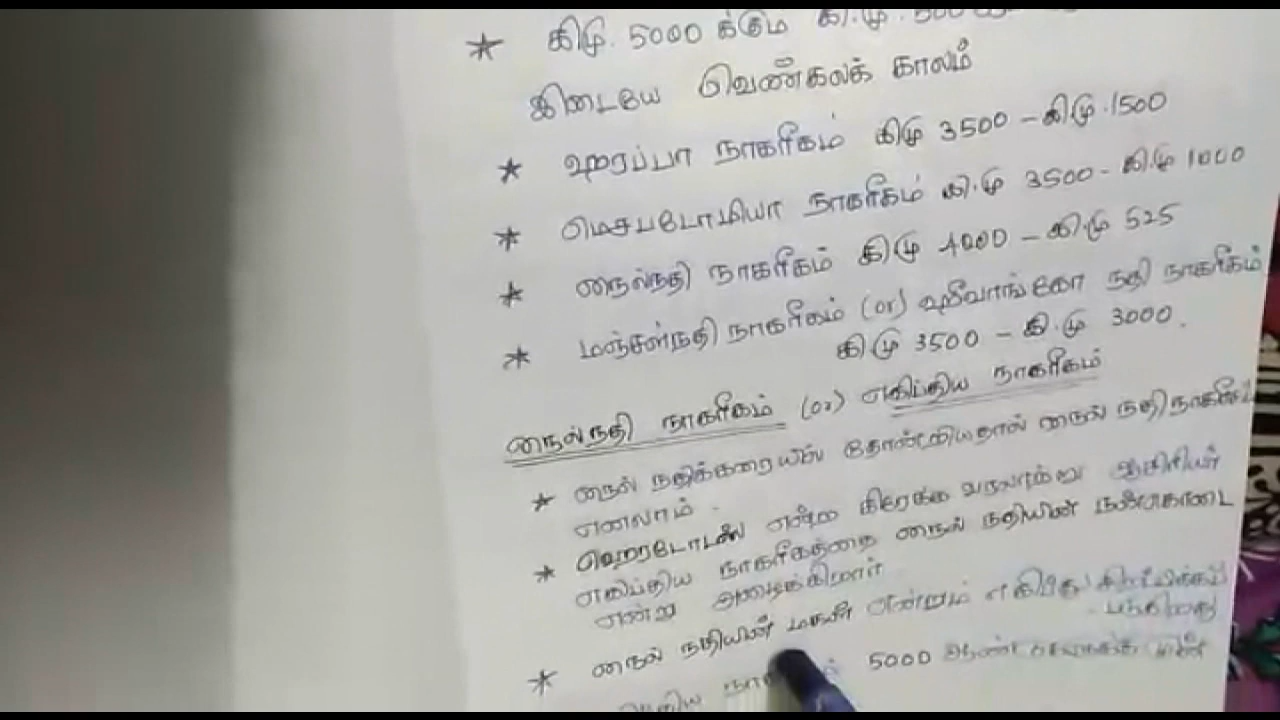 * கிமு. 5000 க்கும் கி.மு.
இடையே வெண்கலக் காலம்
* ஹரப்பா நாகரீகம் கிமு 3500 - கிமு.1500
* மெசபடோமியா நாகரீகம் கி.மு 3500 - கி.மு 1000
* நைல்நதி நாகரீகம் கிமு 4000 - கி.மு 525
* மஞ்சள்நதி நாகரீகம் (or) ஹீவாங்கோ நதி நாகரீகம்
கி மு 3500 - கி.மு 3000.
நைல்நதி நாகரீகம் (or) எகிப்திய நாகரீகம்
* நைல் நதிக்கரையில் தோன்றியதால் நைல் நதி நாகரீகம்
எனலாம்.
* ஹெரடோடஸ் என்ற கிரேக்க வரலாற்று ஆசிரியர்
எகிப்திய நாகரீகத்தை நைல் நதியின் நன்கொடை
என்று அழைக்கிறார்
* நைல் நதியின் மகள் என்றும் எகிப்து
5000